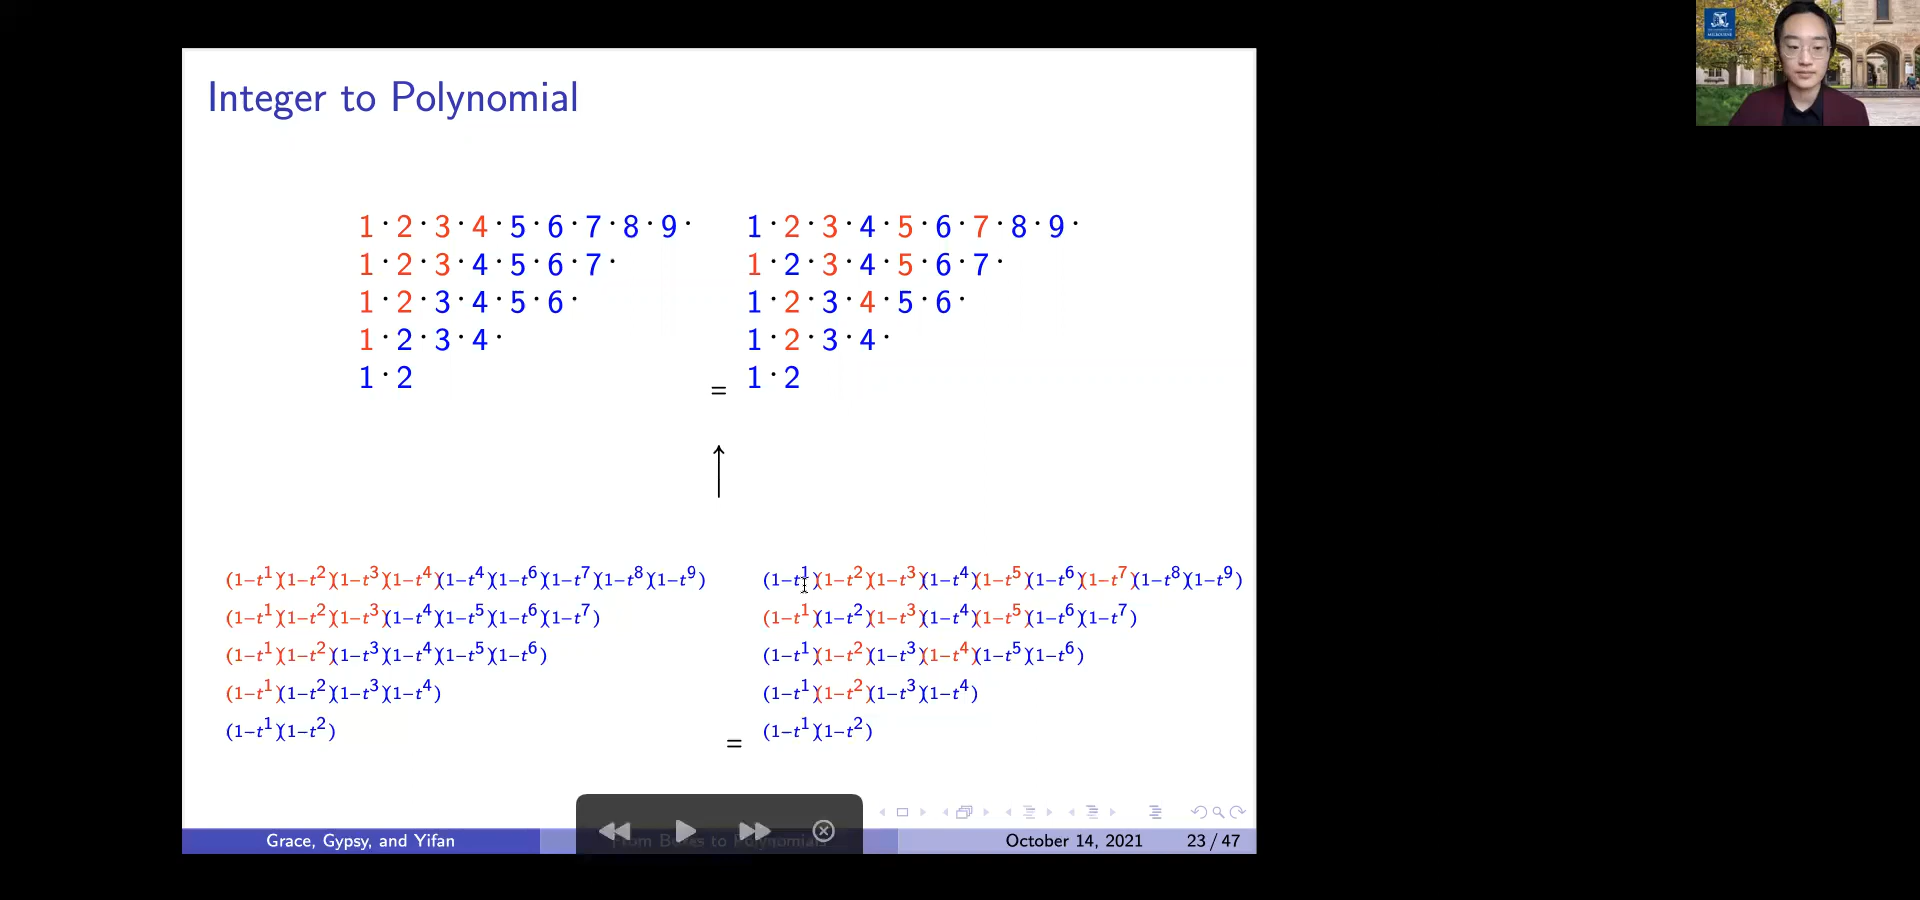 Integer to Polynomial
1 · 2 · 3 · 4 · 5 · 6 · 7 · 8 · 9 · 1 · 2 · 3 · 4 · 5 · 6 · 7 · 8 · 9 ·
1 · 2 · 3 · 4 · 5 · 6 · 7 · 1 · 2 · 3 · 4 · 5 · 6 · 7 ·
1 · 2 · 3 · 4 · 5 · 6 · 1 · 2 · 3 · 4 · 5 · 6 ·
1 · 2 · 3 · 4 · 1 · 2 · 3 · 4 ·
1 · 2 = 1 · 2
↑
(1−t¹)(1−t²)(1−t³)(1−t⁴)(1−t⁴)(1−t⁶)(1−t⁷)(1−t⁸)(1−t⁹) (1−t¹)(1−t²)(1−t³)(1−t⁴)(1−t⁵)(1−t⁶)(1−t⁷)(1−t⁸)(1−t⁹)
(1−t¹)(1−t²)(1−t³)(1−t⁴)(1−t⁵)(1−t⁶)(1−t⁷) (1−t¹)(1−t²)(1−t³)(1−t⁴)(1−t⁵)(1−t⁶)(1−t⁷)
(1−t¹)(1−t²)(1−t³)(1−t⁴)(1−t⁵)(1−t⁶) (1−t¹)(1−t²)(1−t³)(1−t⁴)(1−t⁵)(1−t⁶)
(1−t¹)(1−t²)(1−t³)(1−t⁴) (1−t¹)(1−t²)(1−t³)(1−t⁴)
(1−t¹)(1−t²) = (1−t¹)(1−t²)
Grace, Gypsy, and Yifan From Boxes to Polynomials October 14, 2021 23 / 47
MELBOURNE